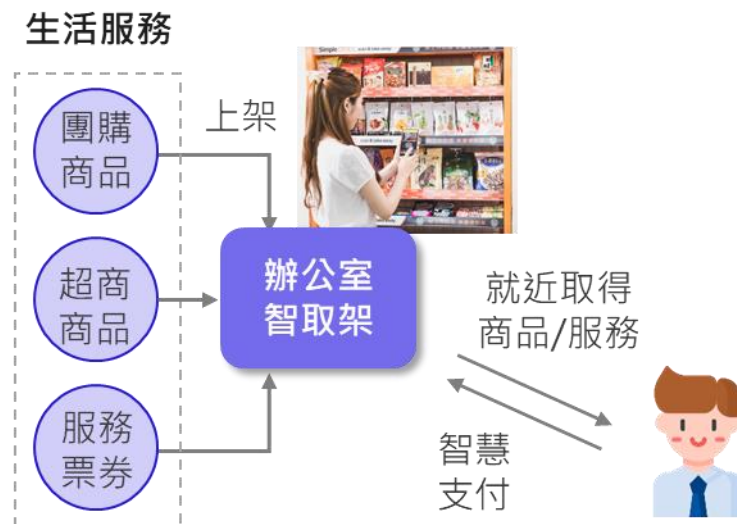 生活服務
團購
商品
上架
超商
商品
服務
票券
辦公室
智取架
就近取得
商品/服務
智慧
支付